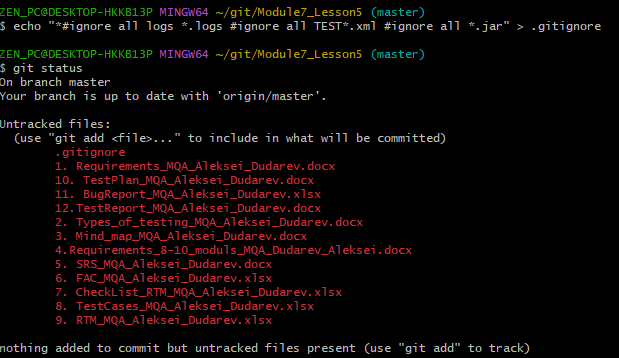 ZEN_PC@DESKTOP-HKKB13P MINGW64 ~/git/Module7_Lesson5 (master)
$ echo "*#ignore all logs *.logs #ignore all TEST*.xml #ignore all *.jar" > .gitignore
ZEN_PC@DESKTOP-HKKB13P MINGW64 ~/git/Module7_Lesson5 (master)
$ git status
On branch master
Your branch is up to date with 'origin/master'.
Untracked files:
(use "git add <file>..." to include in what will be committed)
.gitignore
1. Requirements_MQA_Aleksei_Dudarev.docx
10. TestPlan_MQA_Aleksei_Dudarev.docx
11. BugReport_MQA_Aleksei_Dudarev.xlsx
12.TestReport_MQA_Aleksei_Dudarev.docx
2. Types_of_testing_MQA_Aleksei_Dudarev.docx
3. Mind_map_MQA_Aleksei_Dudarev.docx
4.Requirements_8-10_moduls_MQA_Dudarev_Aleksei.docx
5. SRS_MQA_Aleksei_Dudarev.docx
6. FAC_MQA_Aleksei_Dudarev.xlsx
7. CheckList_RTM_MQA_Aleksei_Dudarev.xlsx
8. TestCases_MQA_Aleksei_Dudarev.xlsx
9. RTM_MQA_Aleksei_Dudarev.xlsx
nothing added to commit but untracked files present (use "git add" to track)